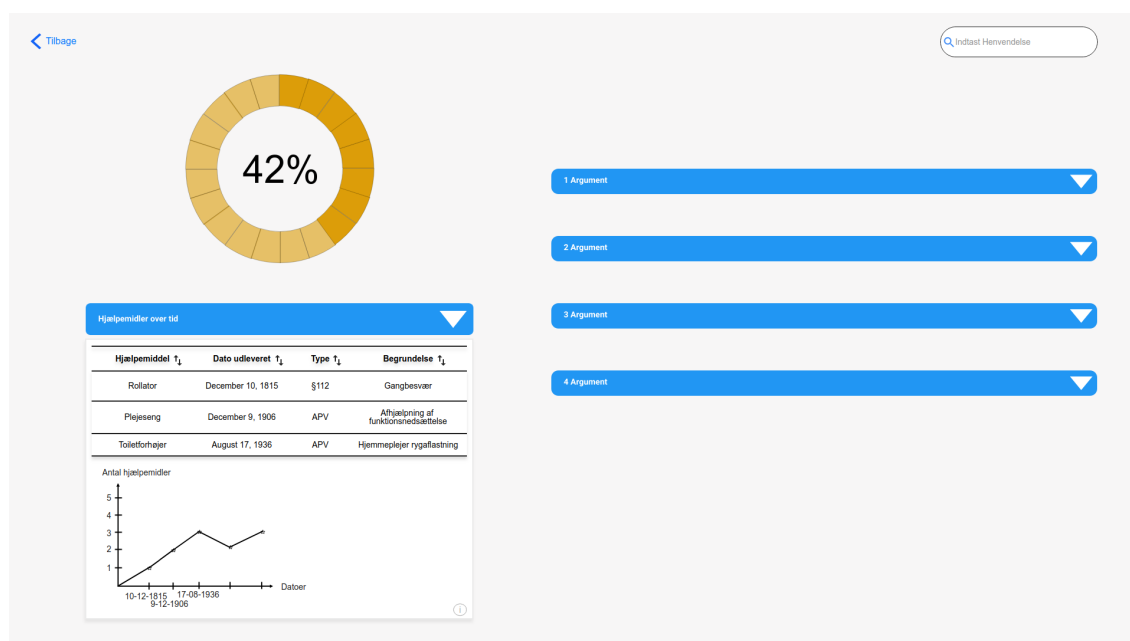 Tilbage
Indtast Henvendelse
42%
1 Argument
2 Argument
3 Argument
4 Argument
Hjælpemidler over tid
Hjælpemiddel ↑↓ Dato udleveret ↑↓ Type ↑↓ Begrundelse ↑↓
Rollator December 10, 1815 §112 Gangbesvær
Plejeseng December 9, 1906 APV Afhjælpning af
funktionsnedsættelse
Toiletforhøjer August 17, 1936 APV Hjemmeplejer rygaflastning
Antal hjælpemidler
5
4
3
2
1
Datoer
10-12-1815 17-08-1936
9-12-1906